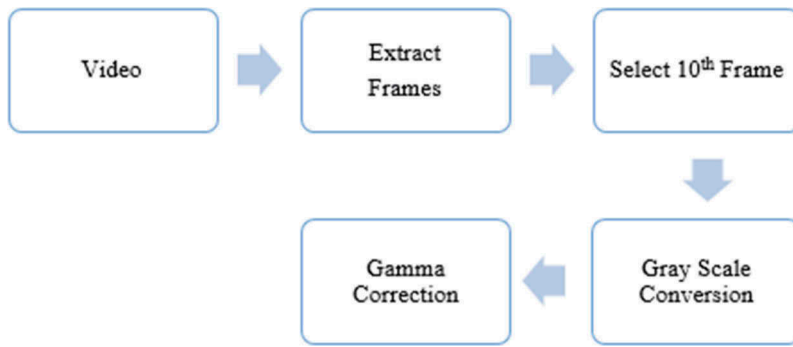 Video
Extract
Frames
Select 10th Frame
Gray Scale
Conversion
Gamma
Correction